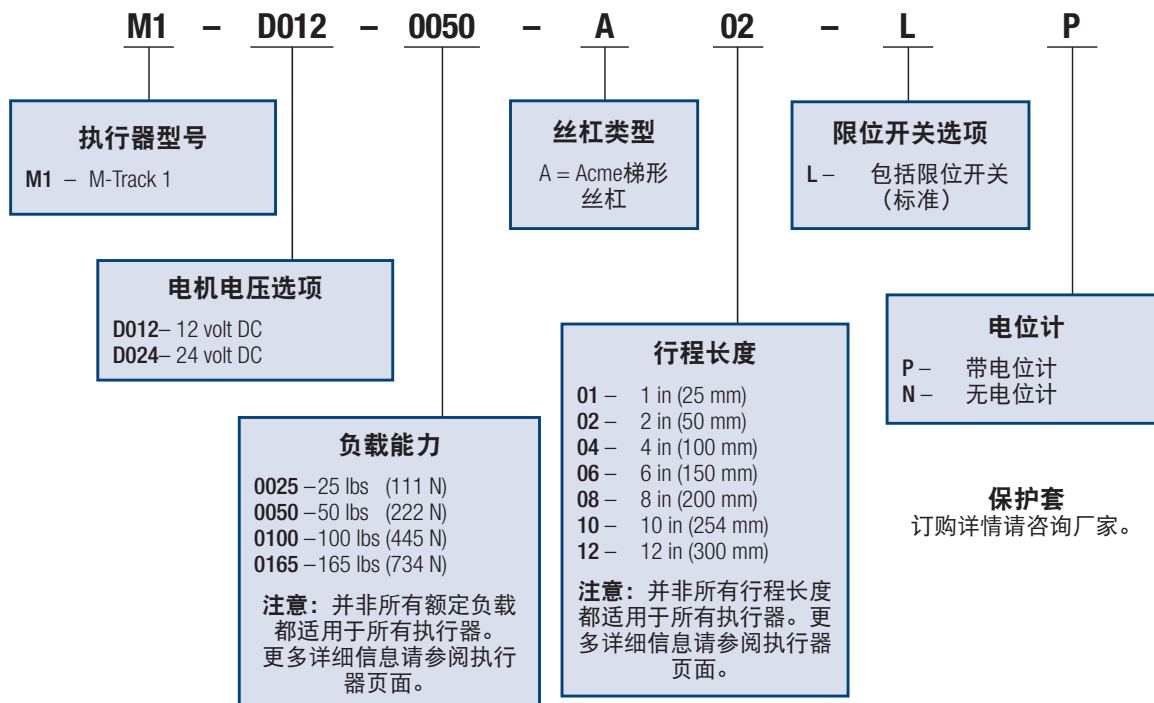 M1 – D012 – 0050 – A 02 – L P
执行器型号
M1 – M-Track 1
丝杠类型
A = Acme梯形
丝杠
限位开关选项
L – 包括限位开关
（标准）
电机电压选项
D012– 12 volt DC
D024– 24 volt DC
电位计
P – 带电位计
N – 无电位计
负载能力
0025 –25 lbs (111 N)
0050 –50 lbs (222 N)
0100 –100 lbs (445 N)
0165 –165 lbs (734 N)
注意：并非所有额定负载
都适用于所有执行器。
更多详细信息请参阅执行
器页面。
行程长度
01 – 1 in (25 mm)
02 – 2 in (50 mm)
04 – 4 in (100 mm)
06 – 6 in (150 mm)
08 – 8 in (200 mm)
10 – 10 in (254 mm)
12 – 12 in (300 mm)
注意：并非所有行程长度
都适用于所有执行器。更
多详细信息请参阅执行器
页面。
保护套
订购详情请咨询厂家。